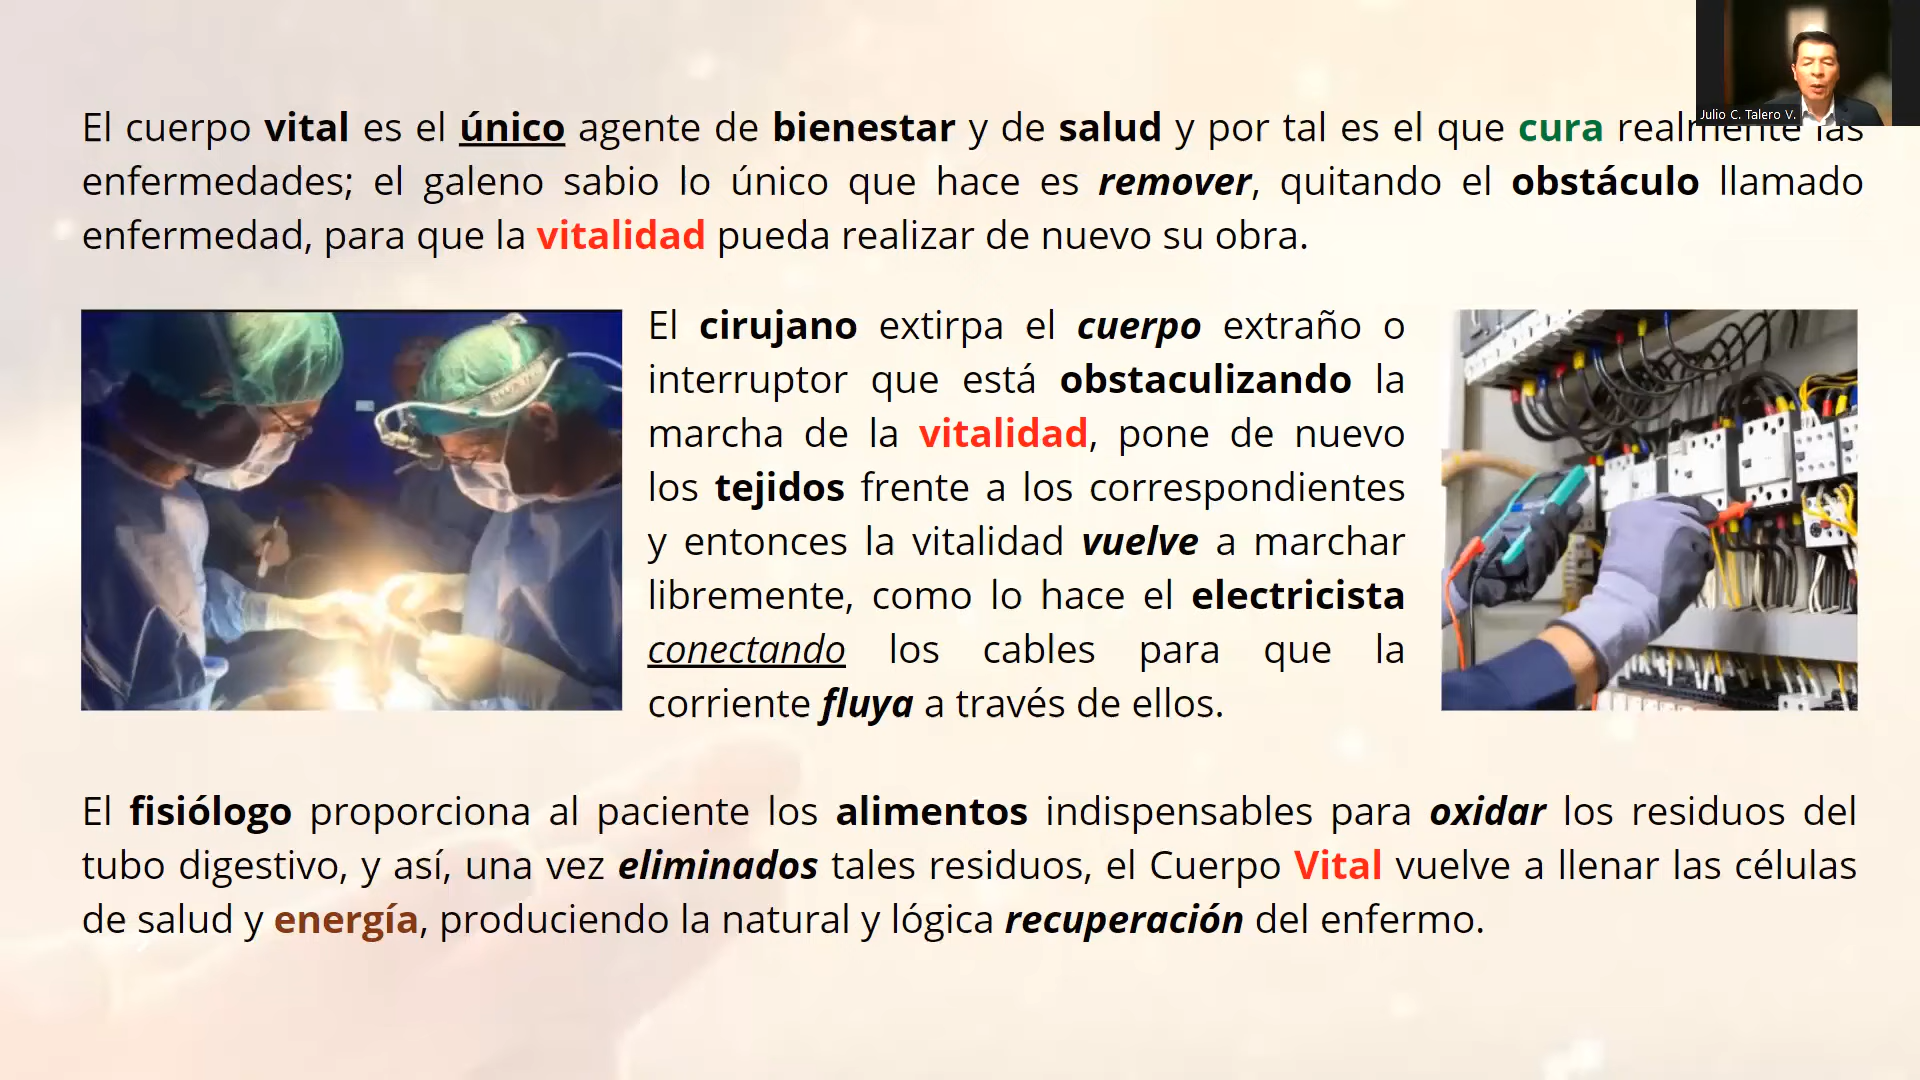 Julio C. Talero V.
El cuerpo vital es el único agente de bienestar y de salud y por tal es el que cura realmente las
enfermedades; el galeno sabio lo único que hace es remover, quitando el obstáculo llamado
enfermedad, para que la vitalidad pueda realizar de nuevo su obra.
El cirujano extirpa el cuerpo extraño o
interruptor que está obstaculizando la
marcha de la vitalidad, pone de nuevo
los tejidos frente a los correspondientes
y entonces la vitalidad vuelve a marchar
libremente, como lo hace el electricista
conectando los cables para que la
corriente fluya a través de ellos.
El fisiólogo proporciona al paciente los alimentos indispensables para oxidar los residuos del
tubo digestivo, y así, una vez eliminados tales residuos, el Cuerpo Vital vuelve a llenar las células
de salud y energía, produciendo la natural y lógica recuperación del enfermo.